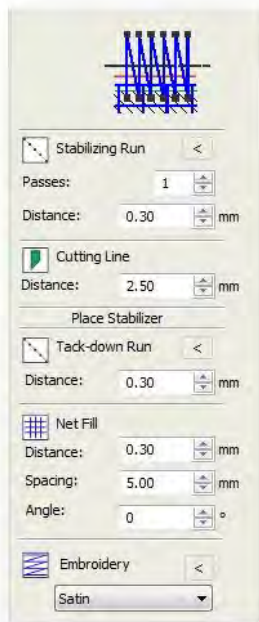 Stabilizing Run <
Passes: 1
Distance: 0.30 mm
Cutting Line
Distance: 2.50 mm
Place Stabilizer
Tack-down Run <
Distance: 0.30 mm
Net Fill
Distance: 0.30 mm
Spacing: 5.00 mm
Angle: 0 °
Embroidery <
Satin